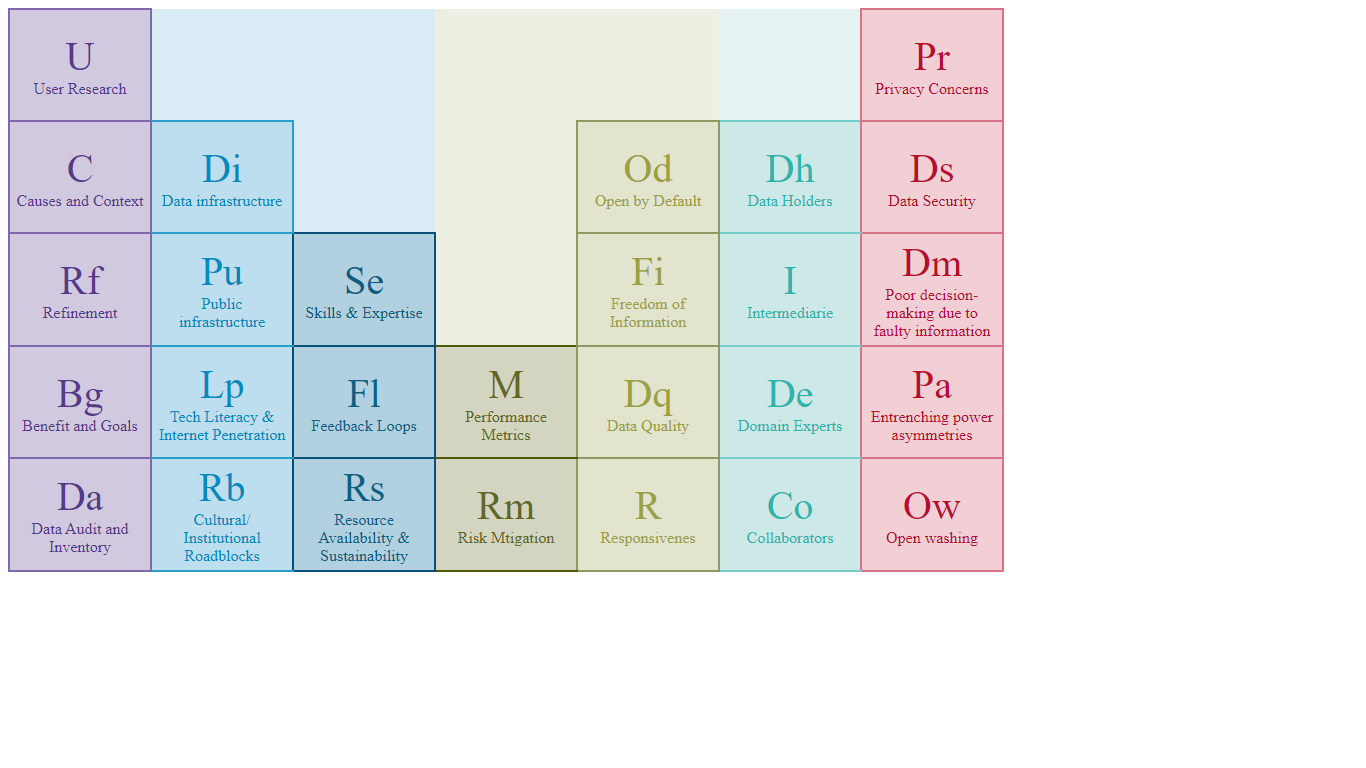 U
User Research
Pr
Privacy Concerns
C
Causes and Context
Di
Data infrastructure
Od
Open by Default
Dh
Data Holders
Ds
Data Security
Rf
Refinement
Pu
Public
infrastructure
Se
Skills & Expertise
Fi
Freedom of
Information
I
Intermediarie
Dm
Poor decision-
making due to
faulty information
Bg
Benefit and Goals
Lp
Tech Literacy &
Internet Penetration
Fl
Feedback Loops
M
Performance
Metrics
Dq
Data Quality
De
Domain Experts
Pa
Entrenching power
asymmetries
Da
Data Audit and
Inventory
Rb
Cultural/
Institutional
Roadblocks
Rs
Resource
Availability &
Sustainability
Rm
Risk Mtigation
R
Responsivenes
Co
Collaborators
Ow
Open washing